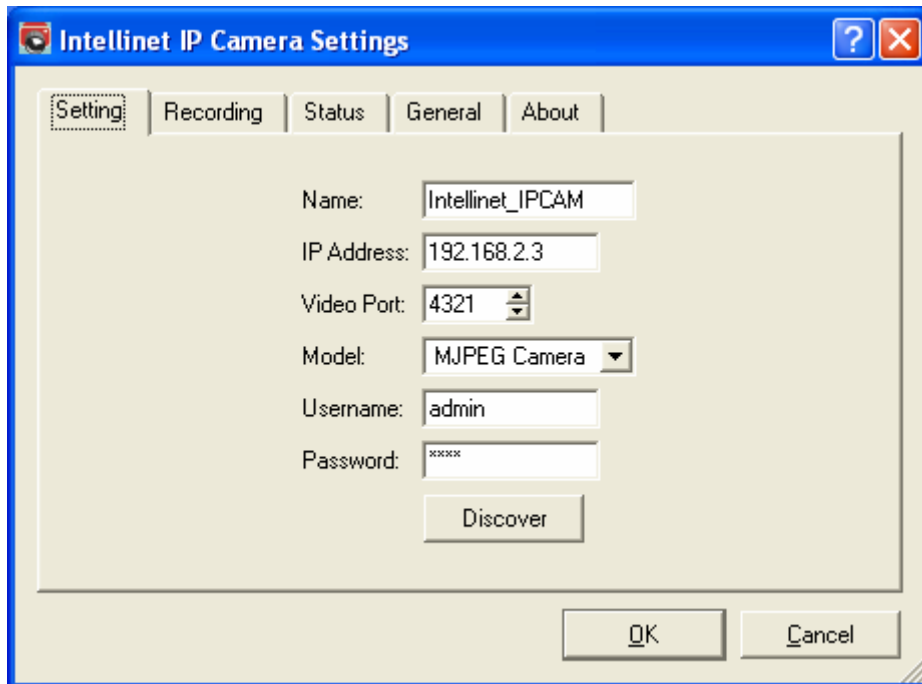 Intellinet IP Camera Settings
Setting Recording Status General About
Name: Intellinet_IPCAM
IP Address: 192.168.2.3
Video Port: 4321
Model: MJPEG Camera
Username: admin
Password: ****
Discover
OK Cancel